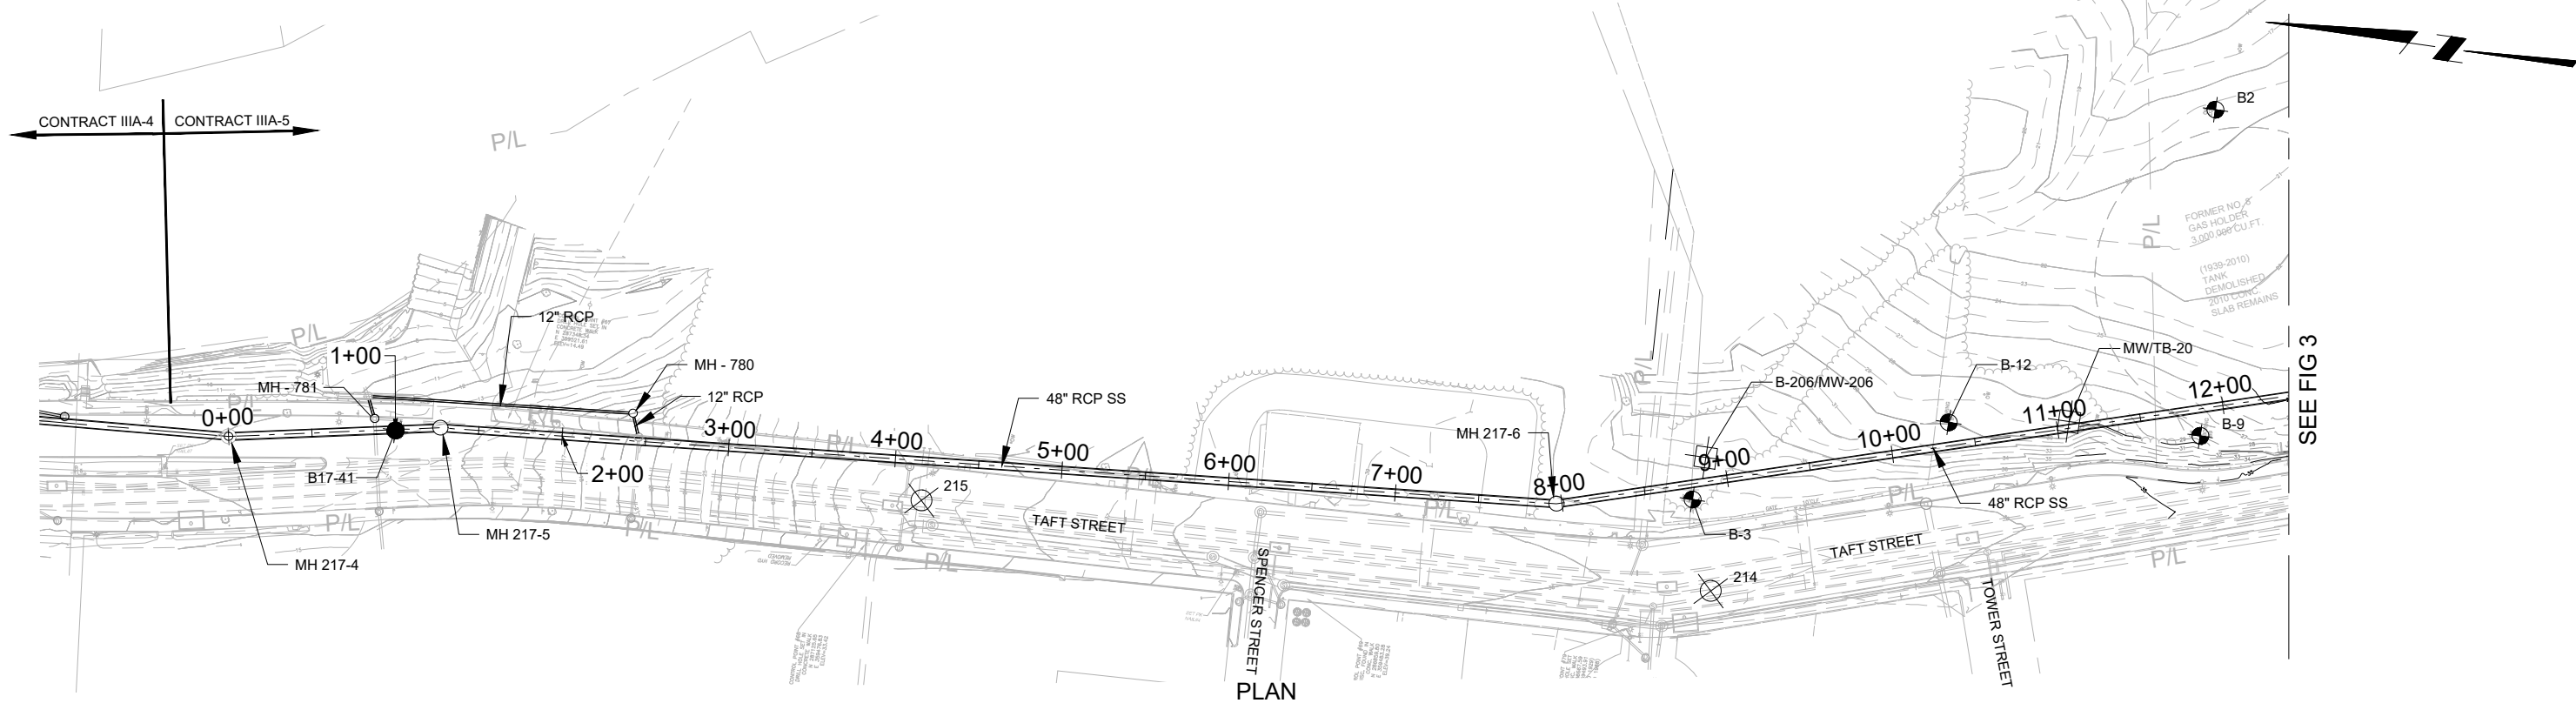 CONTRACT IIIA-4
CONTRACT IIIA-5
P/L
B2
FORMER NO. 8
GAS HOLDER
3,000,000 CU.FT.
(1939-2010)
TANK
DEMOLISHED
2010 CONC.
SLAB REMAINS
P/L
SEE FIG 3
P/L
12" RCP
1+00
MH - 781
MH - 780
12" RCP
P/L
0+00
P/L
P/L
3+00
48" RCP SS
4+00
5+00
6+00
7+00
8+00
MH 217-6
P/L
B-206/MW-206
9+00
10+00
B-12
11+00
MW/TB-20
12+00
B-9
B17-41
2+00
P/L
215
P/L
P/L
P/L
48" RCP SS
MH 217-5
MH 217-4
P/L
P/L
P/L
TAFT STREET
B-3
TAFT STREET
214
P/L
SPENCER STREET
TOWER STREET
PLAN